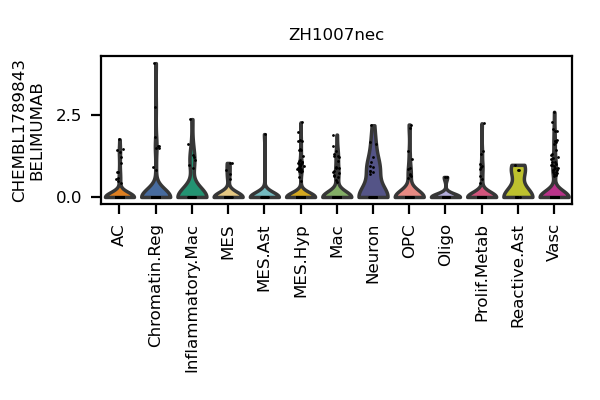 ZH1007nec
CHEMBL1789843
BELIMUMAB
2.5
0.0
AC
Chromatin.Reg
Inflammatory.Mac
MES
MES.Ast
MES.Hyp
Mac
Neuron
OPC
Oligo
Prolif.Metab
Reactive.Ast
Vasc